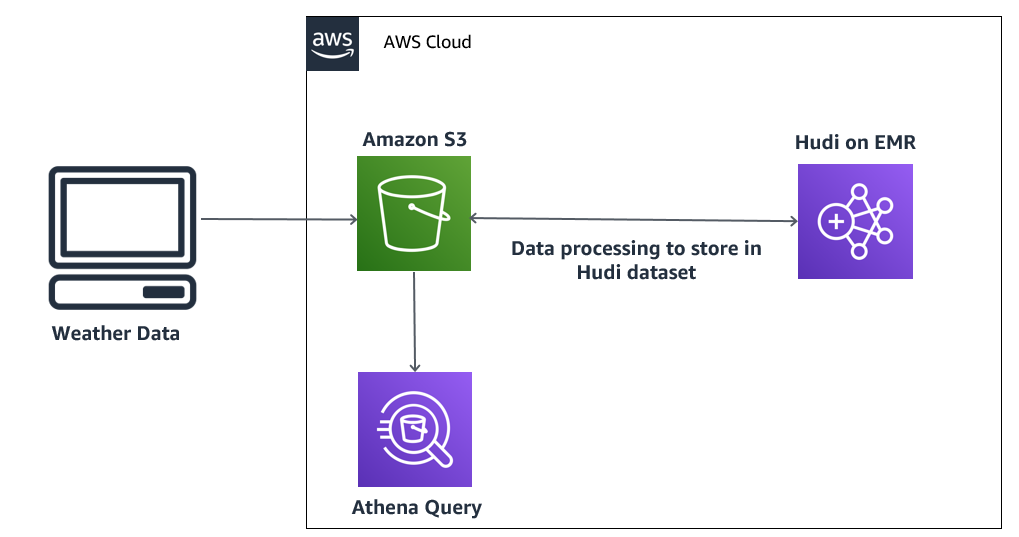 aws
AWS Cloud
Amazon S3
Hudi on EMR
Data processing to store in
Hudi dataset
Weather Data
Athena Query